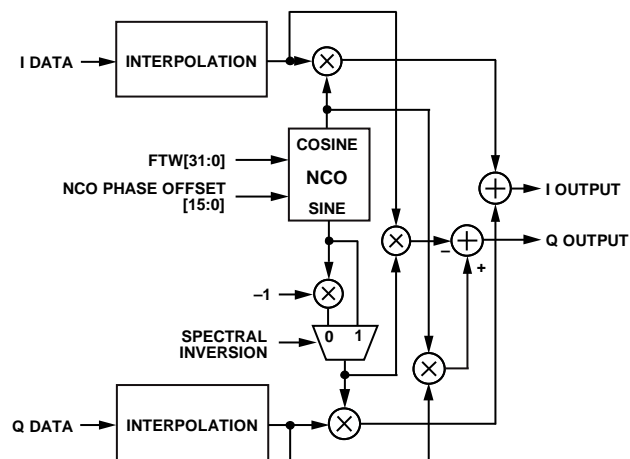 I DATA
INTERPOLATION
COSINE
FTW[31:0]
NCO
NCO PHASE OFFSET
[15:0]
SINE
I OUTPUT
Q OUTPUT
–
+
–1
0 1
SPECTRAL
INVERSION
Q DATA
INTERPOLATION